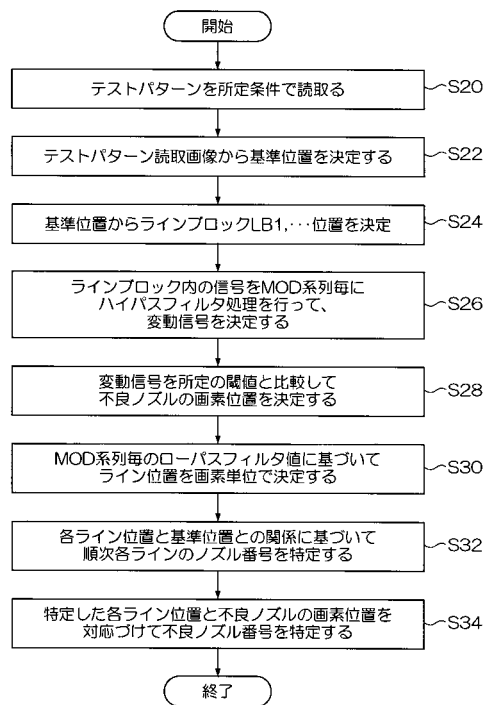 開始
テストパターンを所定条件で読取る
S20
テストパターン読取画像から基準位置を決定する
S22
基準位置からラインブロックLB1,･･･位置を決定
S24
ラインブロック内の信号をMOD系列毎に
ハイパスフィルタ処理を行って、
変動信号を決定する
S26
変動信号を所定の閾値と比較して
不良ノズルの画素位置を決定する
S28
MOD系列毎のローパスフィルタ値に基づいて
ライン位置を画素単位で決定する
S30
各ライン位置と基準位置との関係に基づいて
順次各ラインのノズル番号を特定する
S32
特定した各ライン位置と不良ノズルの画素位置を
対応づけて不良ノズル番号を特定する
S34
終了